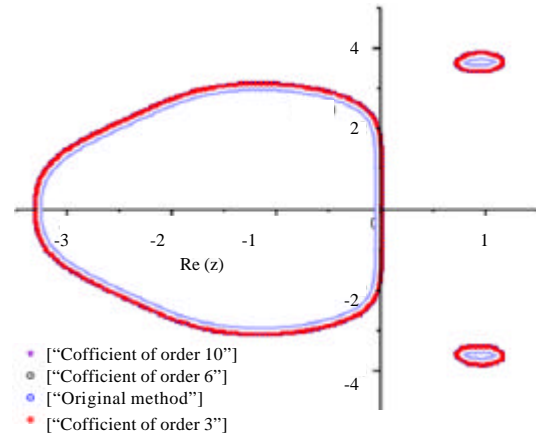 4
2
0
-3 -2 -1 1
Re (z)
-2
-4
["Cofficient of order 10"]
["Cofficient of order 6"]
["Original method"]
["Cofficient of order 3"]